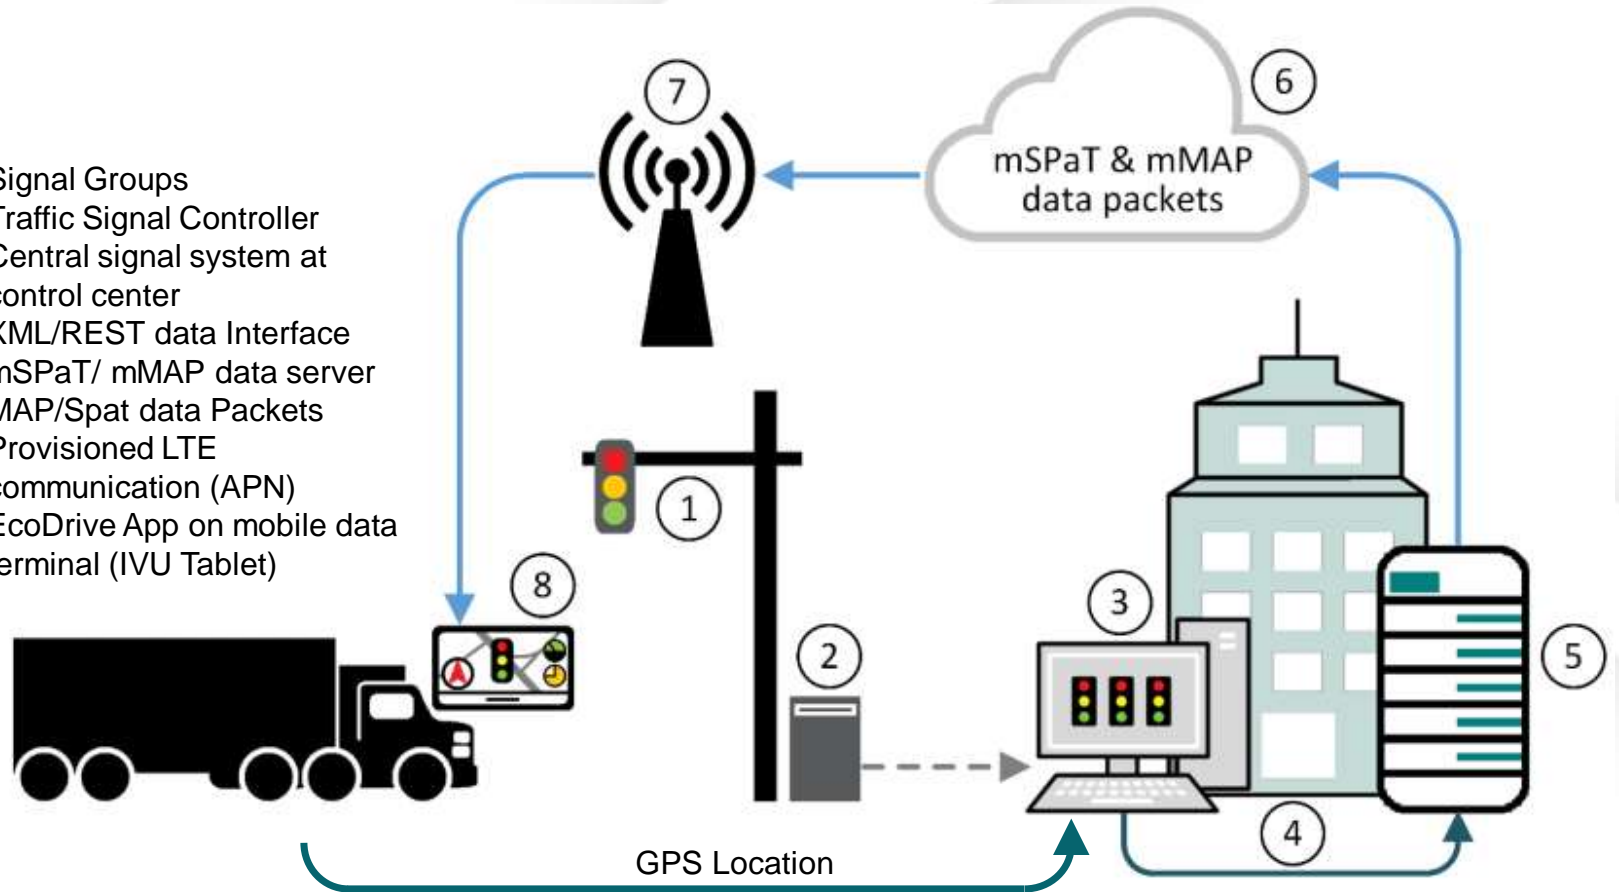 Signal Groups
Traffic Signal Controller
Central signal system at
control center
XML/REST data Interface
mSPaT/ mMAP data server
MAP/Spat data Packets
Provisioned LTE
communication (APN)
EcoDrive App on mobile data
terminal (IVU Tablet)
7
6
mSPaT & mMAP
data packets
1
8
2
3
5
4
GPS Location